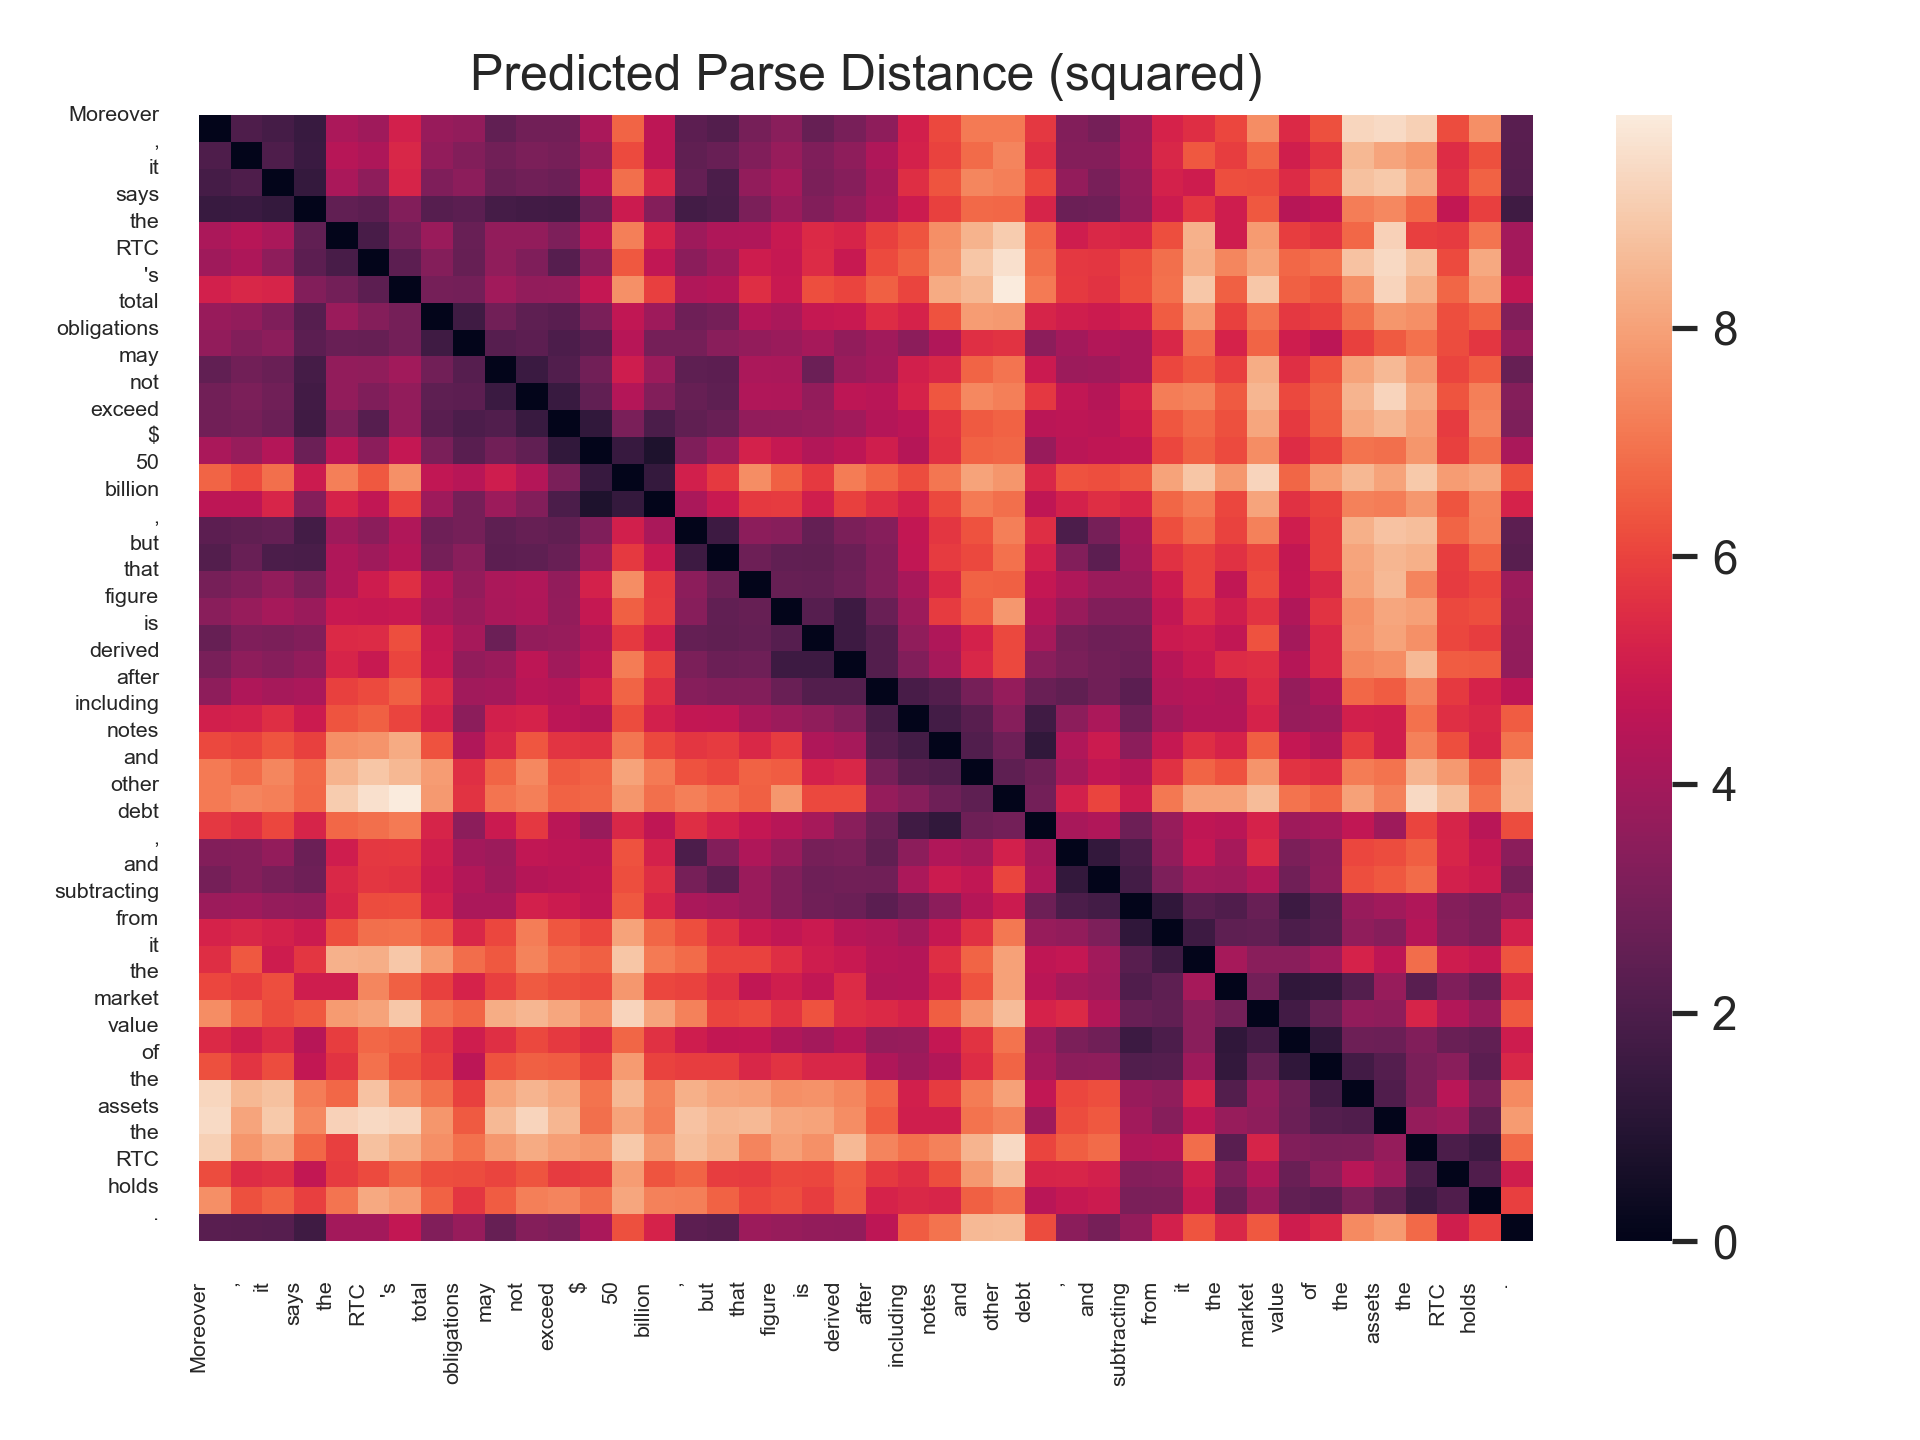 Predicted Parse Distance (squared)
Moreover
,
it
says
the
RTC
's
total
obligations
may
not
exceed
$
50
billion
,
but
that
figure
is
derived
after
including
notes
and
other
debt
,
and
subtracting
from
it
the
market
value
of
the
assets
the
RTC
holds
.
8
6
4
2
0
Moreover
,
it
says
the
RTC
's
total
obligations
may
not
exceed
$
50
billion
,
but
that
figure
is
derived
after
including
notes
and
other
debt
,
and
subtracting
from
it
the
market
value
of
the
assets
the
RTC
holds
.